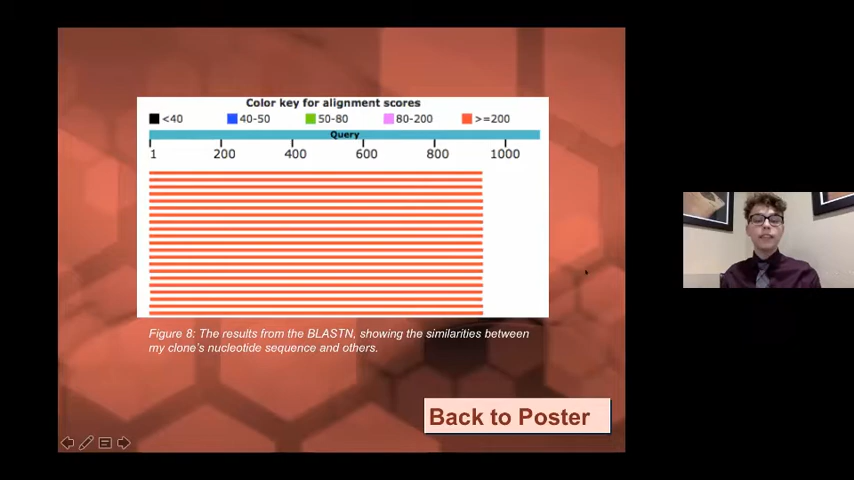 Color key for alignment scores
<40 40-50 50-80 80-200 >=200
Query
1 200 400 600 800 1000
Figure 8: The results from the BLASTN, showing the similarities between
my clone's nucleotide sequence and others.
Back to Poster